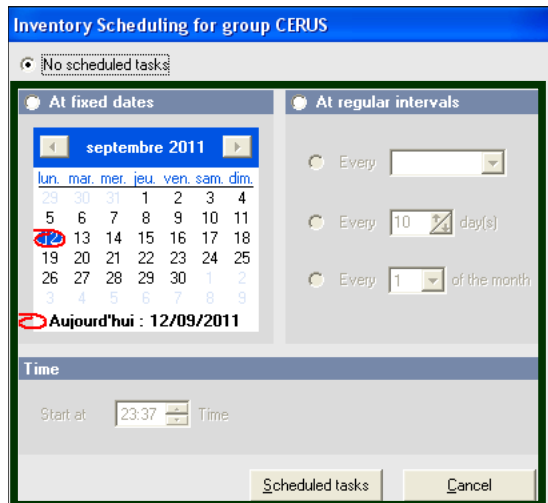 Inventory Scheduling for group CERUS
No scheduled tasks
At fixed dates
septembre 2011
lun. mar. mer. jeu. ven. sam. dim.
29 30 31 1 2 3 4
5 6 7 8 9 10 11
12 13 14 15 16 17 18
19 20 21 22 23 24 25
26 27 28 29 30 1 2
3 4 5 6 7 8 9
Aujourd'hui : 12/09/2011
At regular intervals
Every
Every 10 day(s)
Every 1 of the month
Time
Start at 23:37 Time
Scheduled tasks Cancel